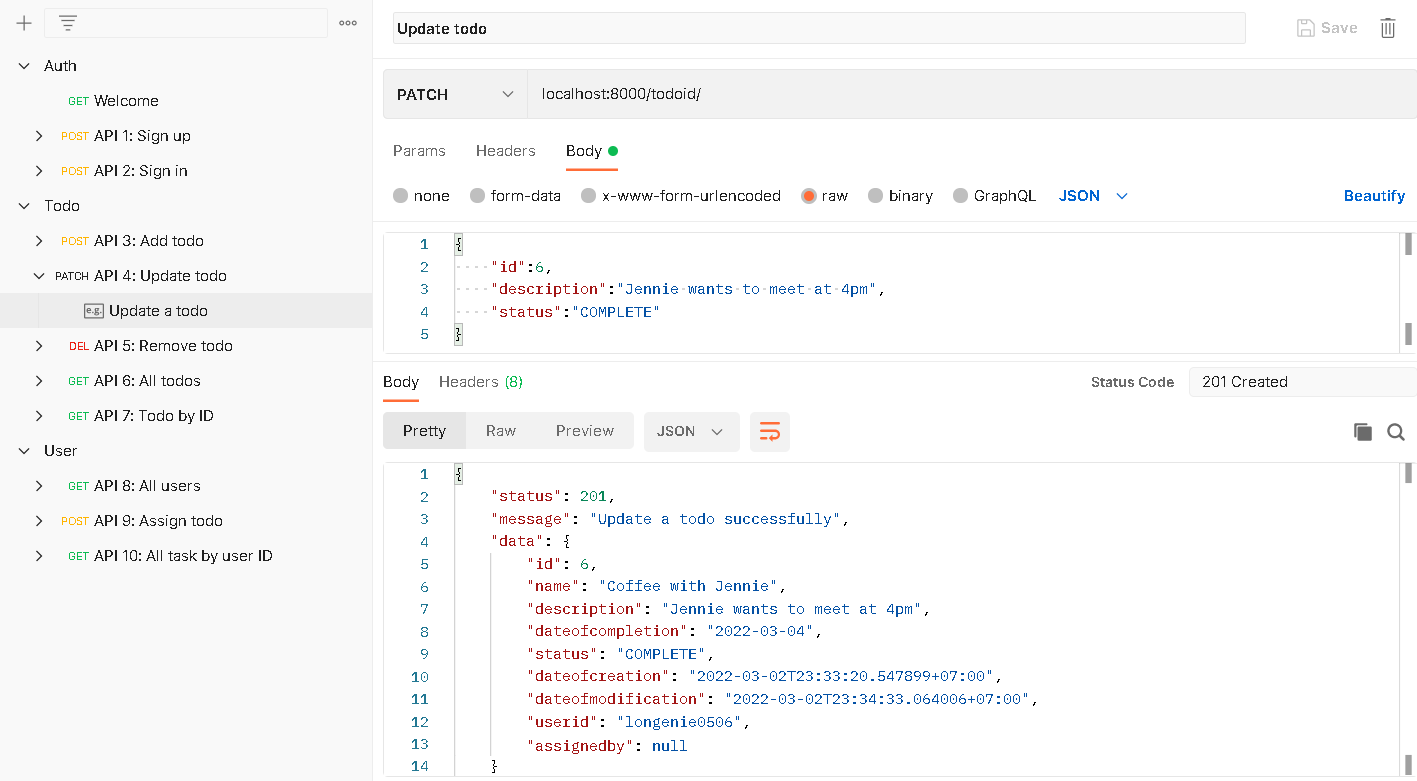 Auth
GET Welcome
POST API 1: Sign up
POST API 2: Sign in
Todo
POST API 3: Add todo
PATCH API 4: Update todo
e.g. Update a todo
DEL API 5: Remove todo
GET API 6: All todos
GET API 7: Todo by ID
User
GET API 8: All users
POST API 9: Assign todo
GET API 10: All task by user ID
Update todo
Save
PATCH localhost:8000/todoid/
Params Headers Body
none form-data x-www-form-urlencoded raw binary GraphQL JSON Beautify
1 {
2 "id":6,
3 "description":"Jennie wants to meet at 4pm",
4 "status":"COMPLETE"
5 }
Body Headers (8) Status Code 201 Created
Pretty Raw Preview JSON
1 {
2 "status": 201,
3 "message": "Update a todo successfully",
4 "data": {
5 "id": 6,
6 "name": "Coffee with Jennie",
7 "description": "Jennie wants to meet at 4pm",
8 "dateofcompletion": "2022-03-04",
9 "status": "COMPLETE",
10 "dateofcreation": "2022-03-02T23:33:20.547899+07:00",
11 "dateofmodification": "2022-03-02T23:34:33.064006+07:00",
12 "userid": "longenie0506",
13 "assignedby": null
14 }